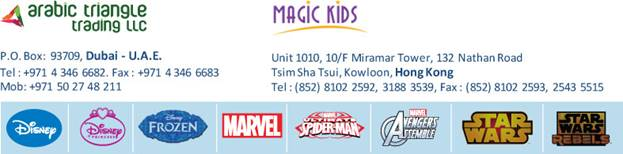 arabic triangle
trading llc
P.O. Box: 93709, Dubai - U.A.E.
Tel : +971 4 346 6682. Fax : +971 4 346 6683
Mob: +971 50 27 48 211
MAGIC KIDS
Unit 1010, 10/F Miramar Tower, 132 Nathan Road
Tsim Sha Tsui, Kowloon, Hong Kong
Tel : (852) 8102 2592, 3188 3539, Fax : (852) 8102 2593, 2543 5515
Disney
Disney
PRINCESS
Disney
FROZEN
MARVEL
MARVEL
ULTIMATE
SPIDER-MAN
MARVEL
AVENGERS
ASSEMBLE
STAR
WARS
STAR
WARS
REBELS